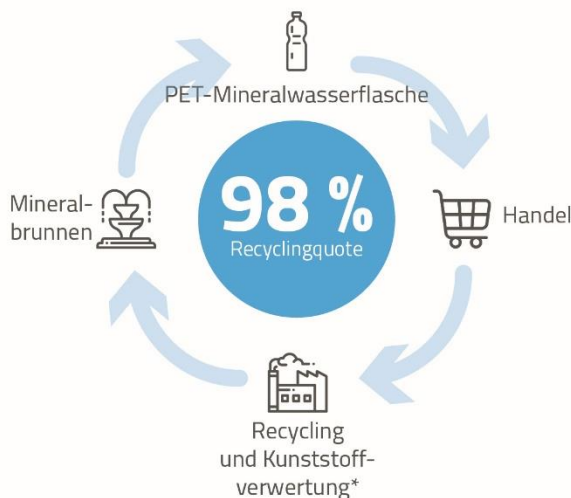 PET-Mineralwasserflasche
98 %
Recyclingquote
Mineral-
brunnen
Handel
Recycling
und Kunststoff-
verwertung*